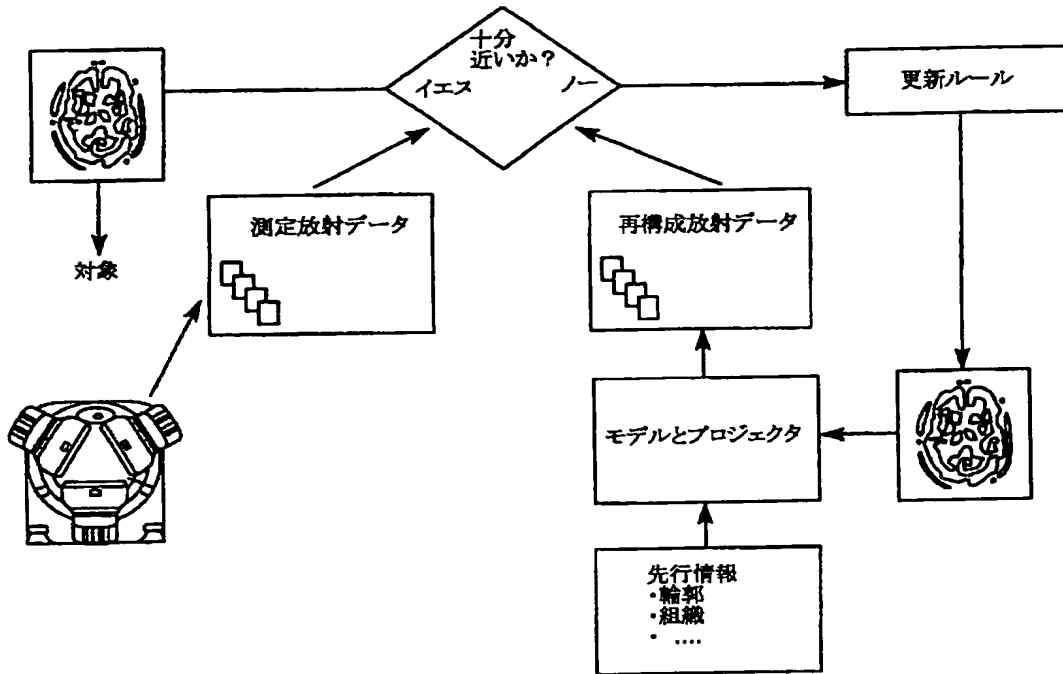 十分
近いか？
イエス
ノー
更新ルール
測定放射データ
再構成放射データ
対象
モデルとプロジェクタ
先行情報
・輪郭
・組織
・ ....